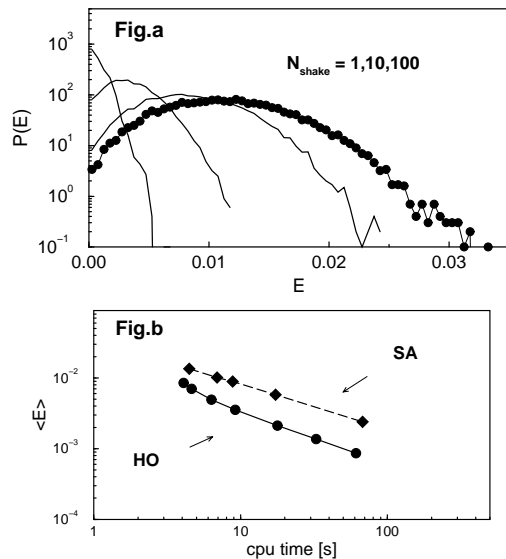 Fig.a
N_shake = 1,10,100
P(E)
10^3
10^2
10^1
10^0
10^−1
0.00 0.01 0.02 0.03
E
Fig.b
SA
HO
<E>
10^−2
10^−3
10^−4
1 10 100
cpu time [s]